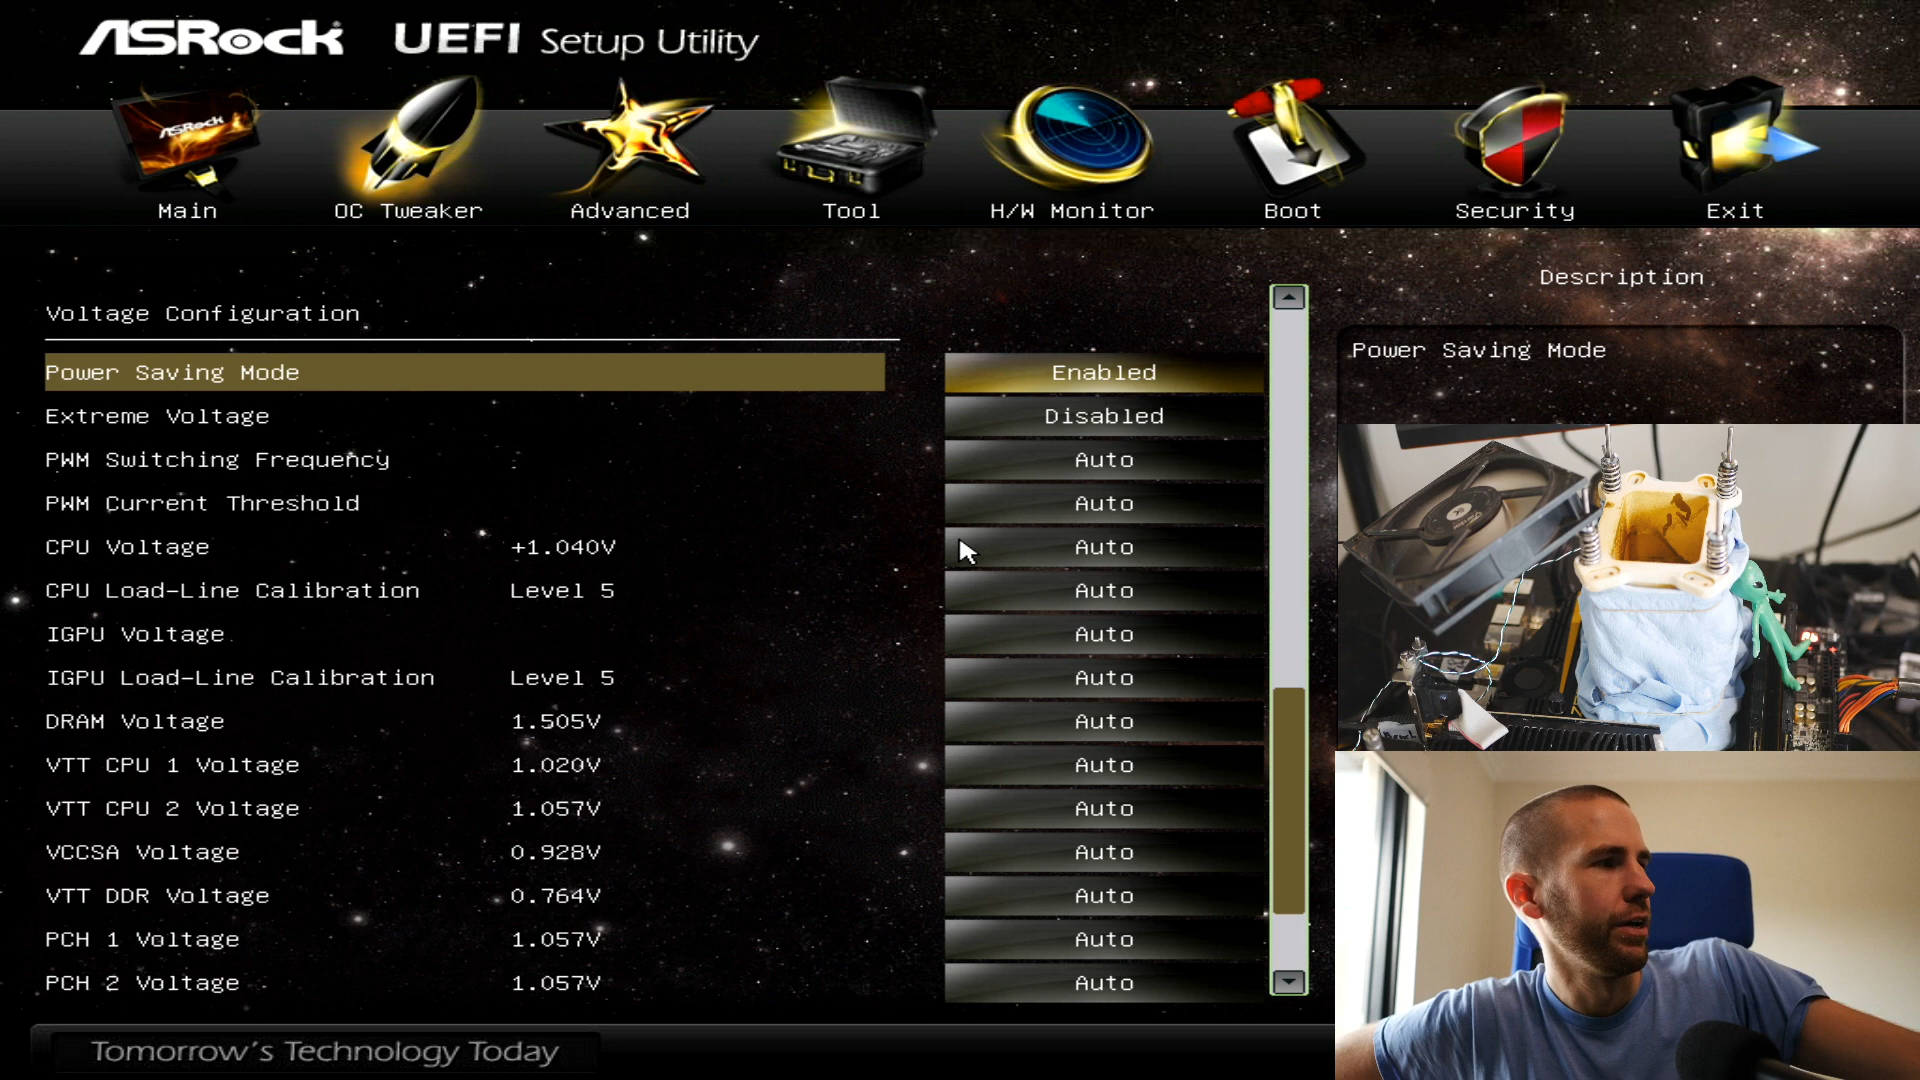 ASRock UEFI Setup Utility
ASRock
Main OC Tweaker Advanced Tool H/W Monitor Boot Security Exit
Description
Voltage Configuration
Power Saving Mode Enabled
Power Saving Mode
Extreme Voltage Disabled
PWM Switching Frequency Auto
PWM Current Threshold Auto
CPU Voltage +1.040V Auto
CPU Load-Line Calibration Level 5 Auto
IGPU Voltage Auto
IGPU Load-Line Calibration Level 5 Auto
DRAM Voltage 1.505V Auto
VTT CPU 1 Voltage 1.020V Auto
VTT CPU 2 Voltage 1.057V Auto
VCCSA Voltage 0.928V Auto
VTT DDR Voltage 0.764V Auto
PCH 1 Voltage 1.057V Auto
PCH 2 Voltage 1.057V Auto
Tomorrow's Technology Today